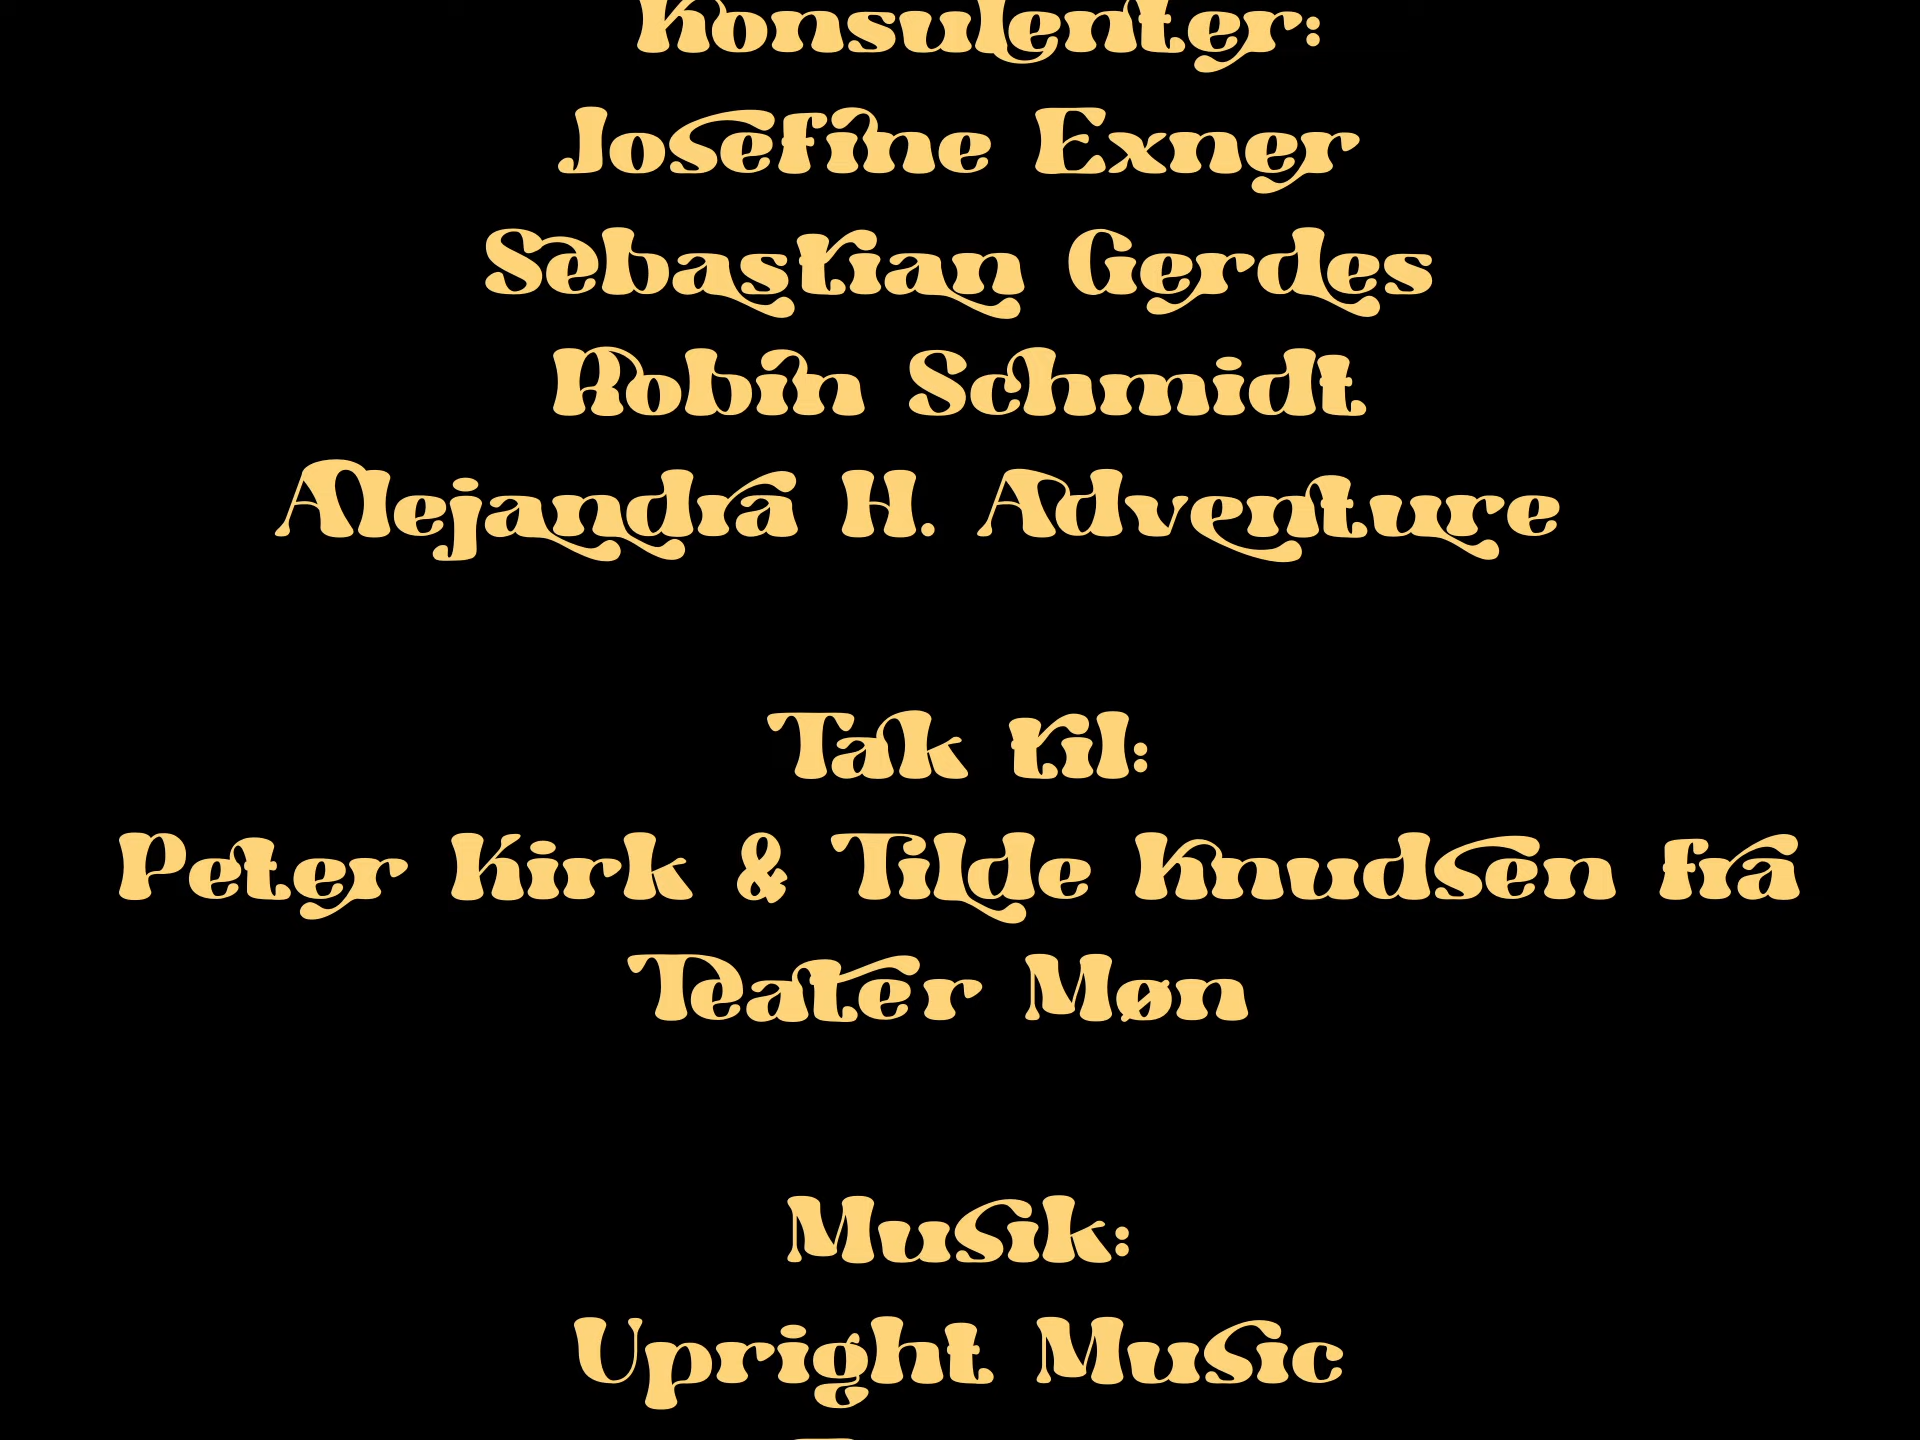 Konsulenter:
Josefine Exner
Sebastian Gerdes
Robin Schmidt
Alejandra H. Adventure
Tak til:
Peter Kirk & Tilde Knudsen fra
Teater Møn
Musik:
Upright Music